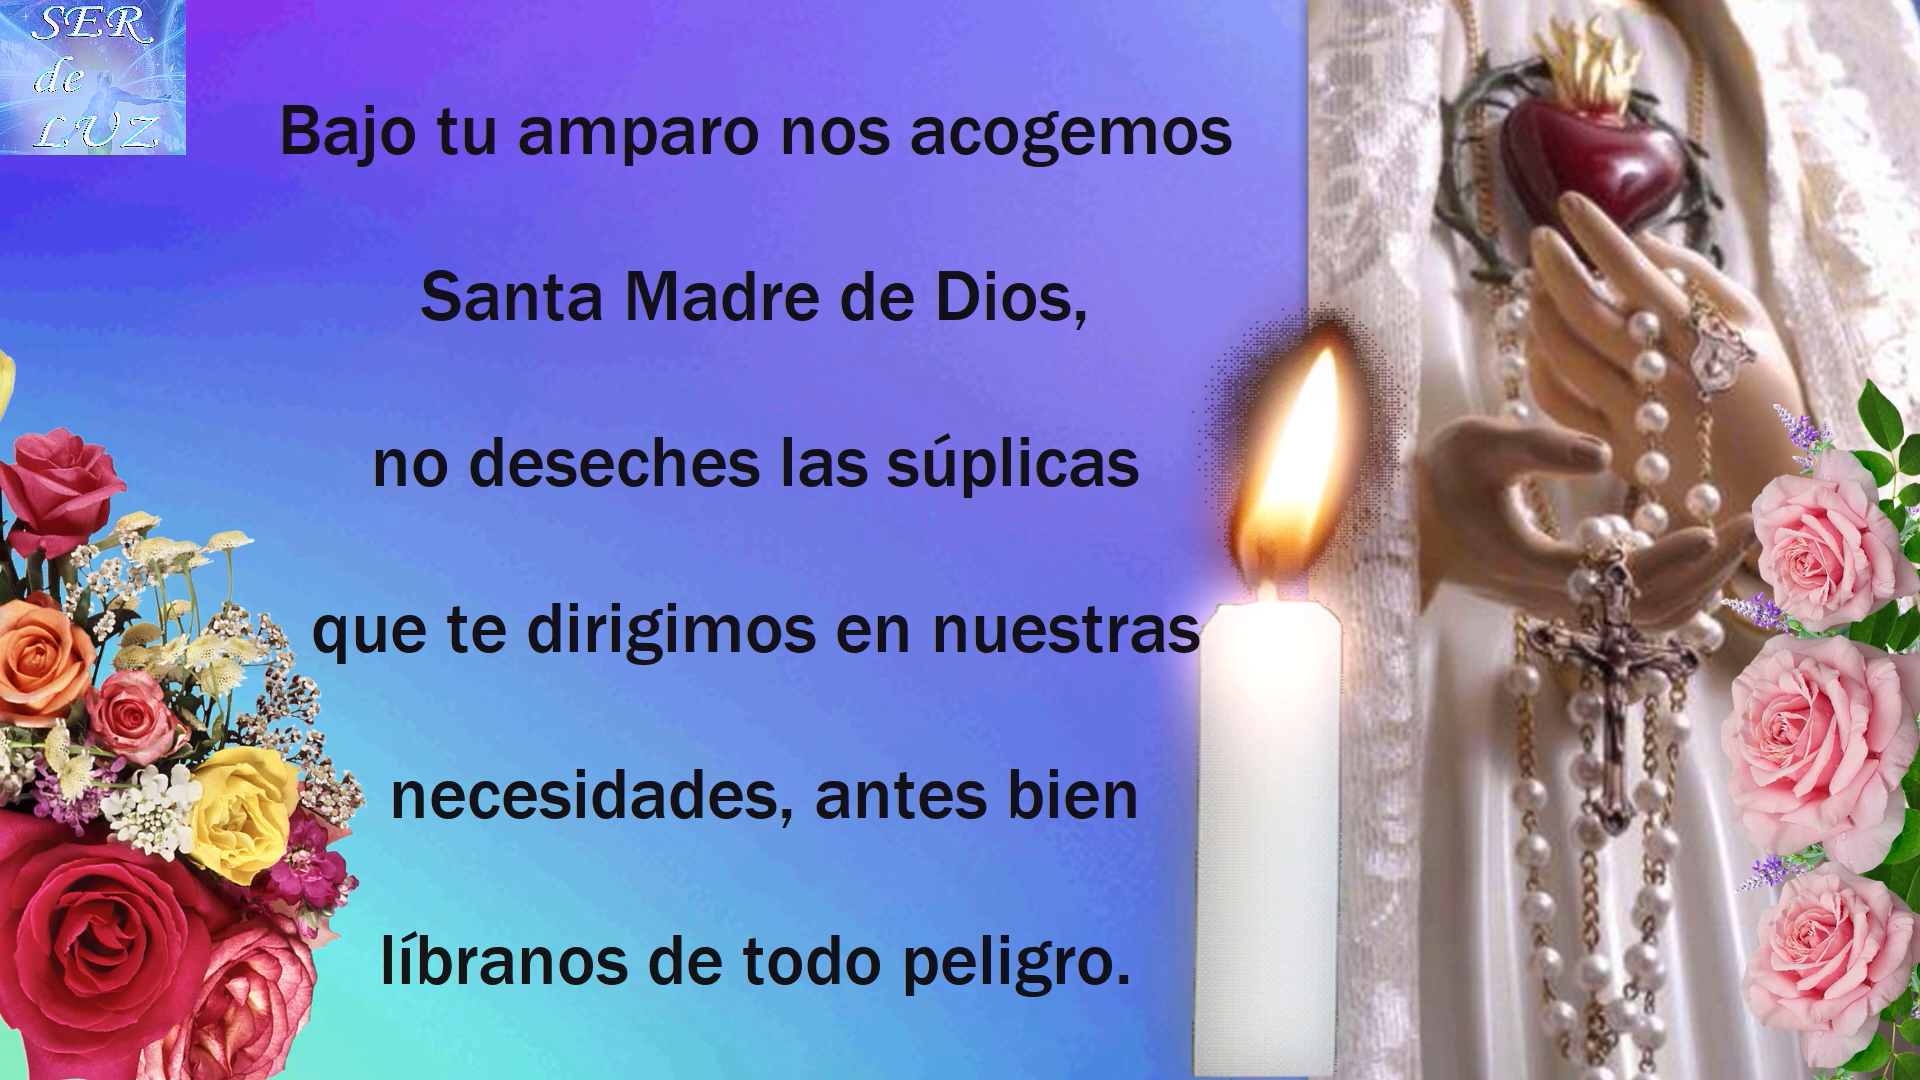 SER
de
LUZ
Bajo tu amparo nos acogemos
Santa Madre de Dios,
no deseches las súplicas
que te dirigimos en nuestras
necesidades, antes bien
líbranos de todo peligro.